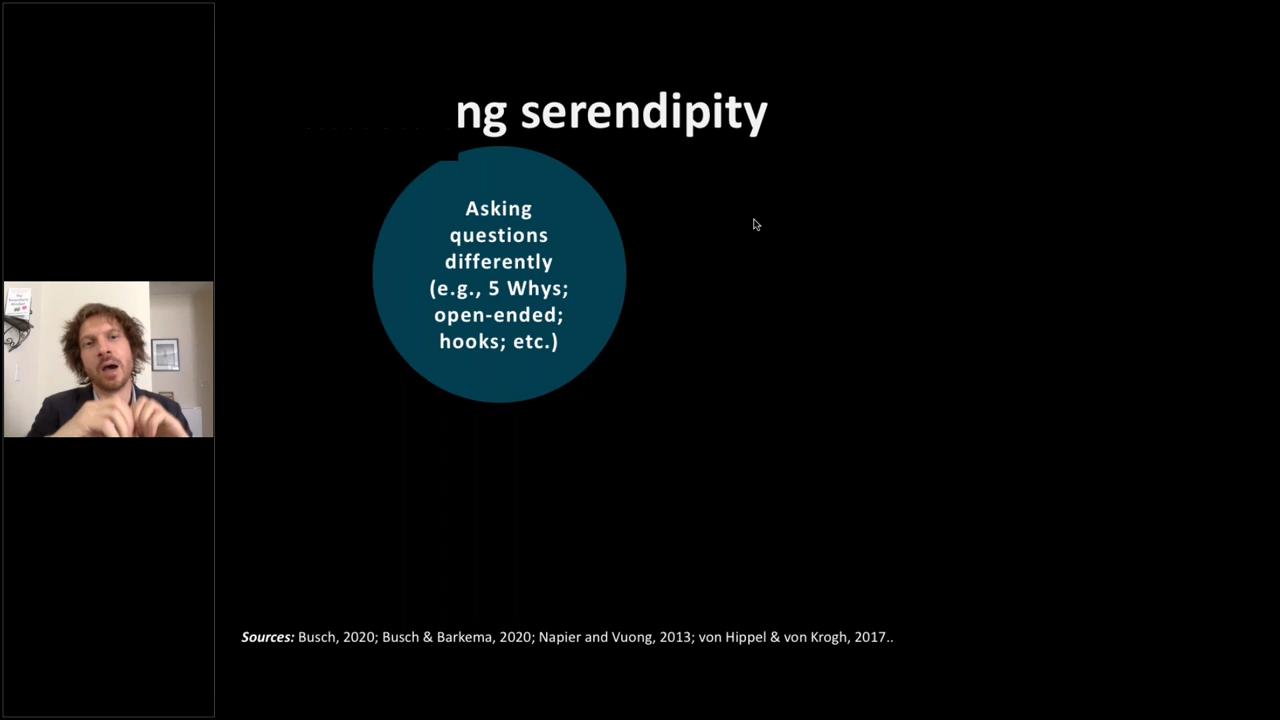 ng serendipity
Asking
questions
differently
(e.g., 5 Whys;
open-ended;
hooks; etc.)
Sources: Busch, 2020; Busch & Barkema, 2020; Napier and Vuong, 2013; von Hippel & von Krogh, 2017..